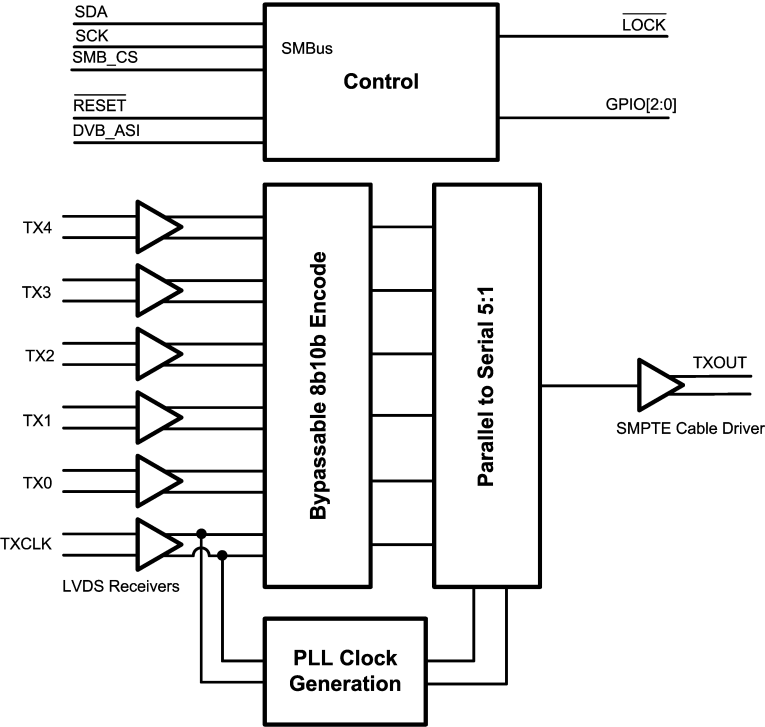 SDA
SCK
SMB_CS
RESET
DVB_ASI
SMBus
Control
LOCK
GPIO[2:0]
TX4
TX3
TX2
TX1
TX0
TXCLK
LVDS Receivers
Bypassable 8b10b Encode
Parallel to Serial 5:1
TXOUT
SMPTE Cable Driver
PLL Clock
Generation